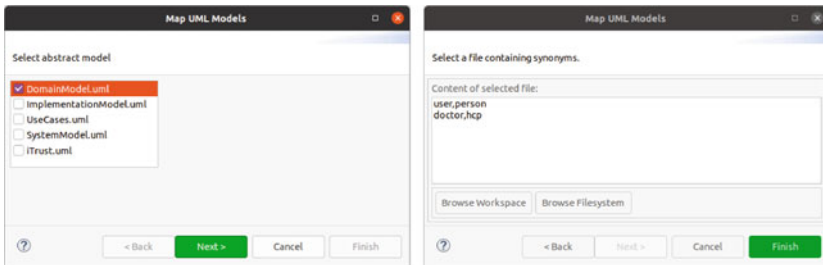 Map UML Models
Select abstract model
DomainModel.uml
ImplementationModel.uml
UseCases.uml
SystemModel.uml
iTrust.uml
< Back Next > Cancel Finish
Map UML Models
Select a file containing synonyms.
Content of selected file:
user,person
doctor,hcp
Browse Workspace Browse Filesystem
< Back Next > Cancel Finish